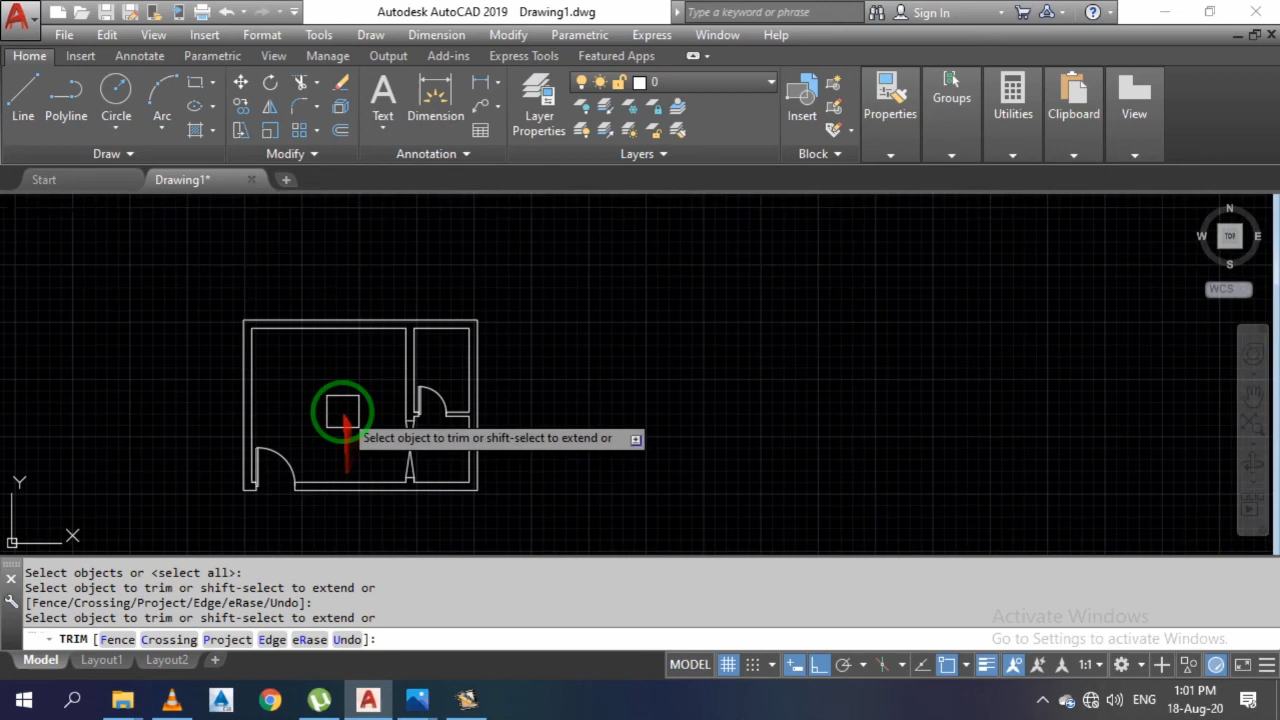 Autodesk AutoCAD 2019 Drawing1.dwg
Type a keyword or phrase
Sign In
File Edit View Insert Format Tools Draw Dimension Modify Parametric Express Window Help
Home Insert Annotate Parametric View Manage Output Add-ins Express Tools Featured Apps
0
Line Polyline Circle Arc
Text Dimension
Layer
Properties
Insert
Properties
Groups
Utilities
Clipboard
View
Draw Modify Annotation Layers Block
Start Drawing1*
N
W TOP E
S
WCS
Select object to trim or shift-select to extend or
Y
X
Select objects or <select all>:
Select object to trim or shift-select to extend or
[Fence/Crossing/Project/Edge/eRase/Undo]:
Select object to trim or shift-select to extend or
TRIM [Fence Crossing Project Edge eRase Undo]:
Activate Windows
Go to Settings to activate Windows.
Model Layout1 Layout2
MODEL 1:1
ENG
1:01 PM
18-Aug-20